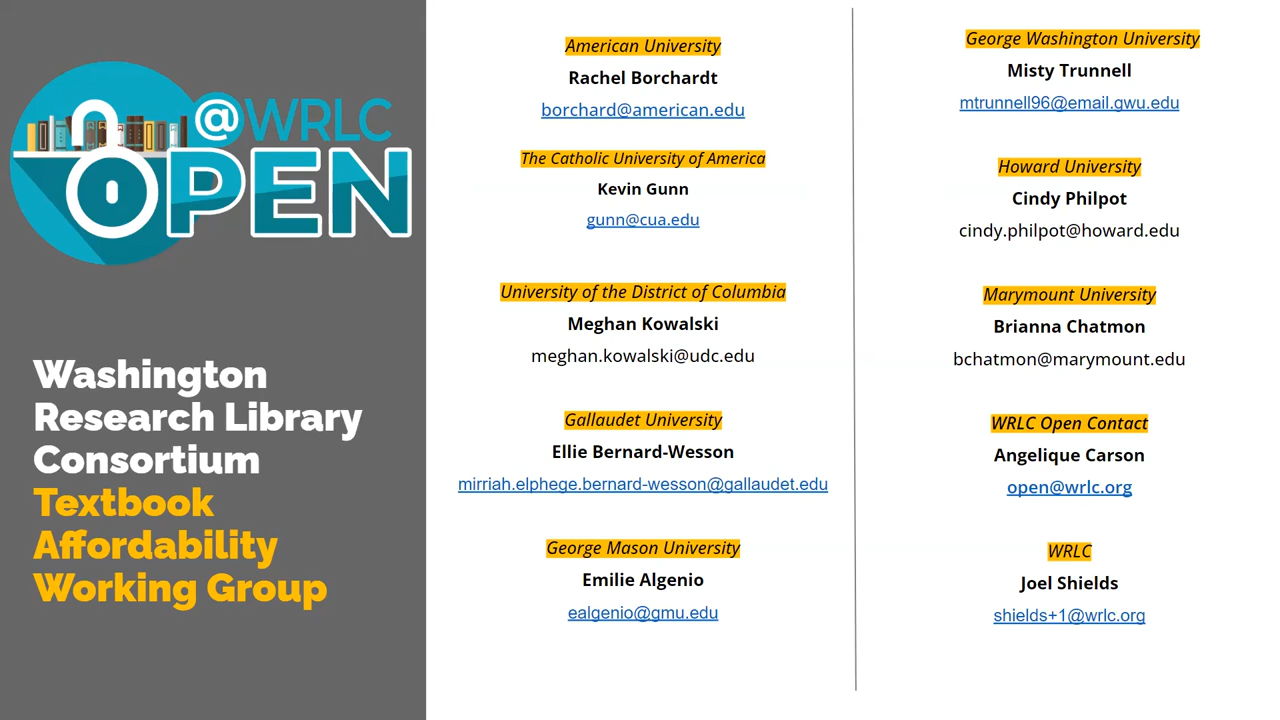 @WRLC
OPEN
Washington
Research Library
Consortium
Textbook
Affordability
Working Group
American University
Rachel Borchardt
borchard@american.edu
The Catholic University of America
Kevin Gunn
gunn@cua.edu
University of the District of Columbia
Meghan Kowalski
meghan.kowalski@udc.edu
Gallaudet University
Ellie Bernard-Wesson
mirriah.elphege.bernard-wesson@gallaudet.edu
George Mason University
Emilie Algenio
ealgenio@gmu.edu
George Washington University
Misty Trunnell
mtrunnell96@email.gwu.edu
Howard University
Cindy Philpot
cindy.philpot@howard.edu
Marymount University
Brianna Chatmon
bchatmon@marymount.edu
WRLC Open Contact
Angelique Carson
open@wrlc.org
WRLC
Joel Shields
shields+1@wrlc.org